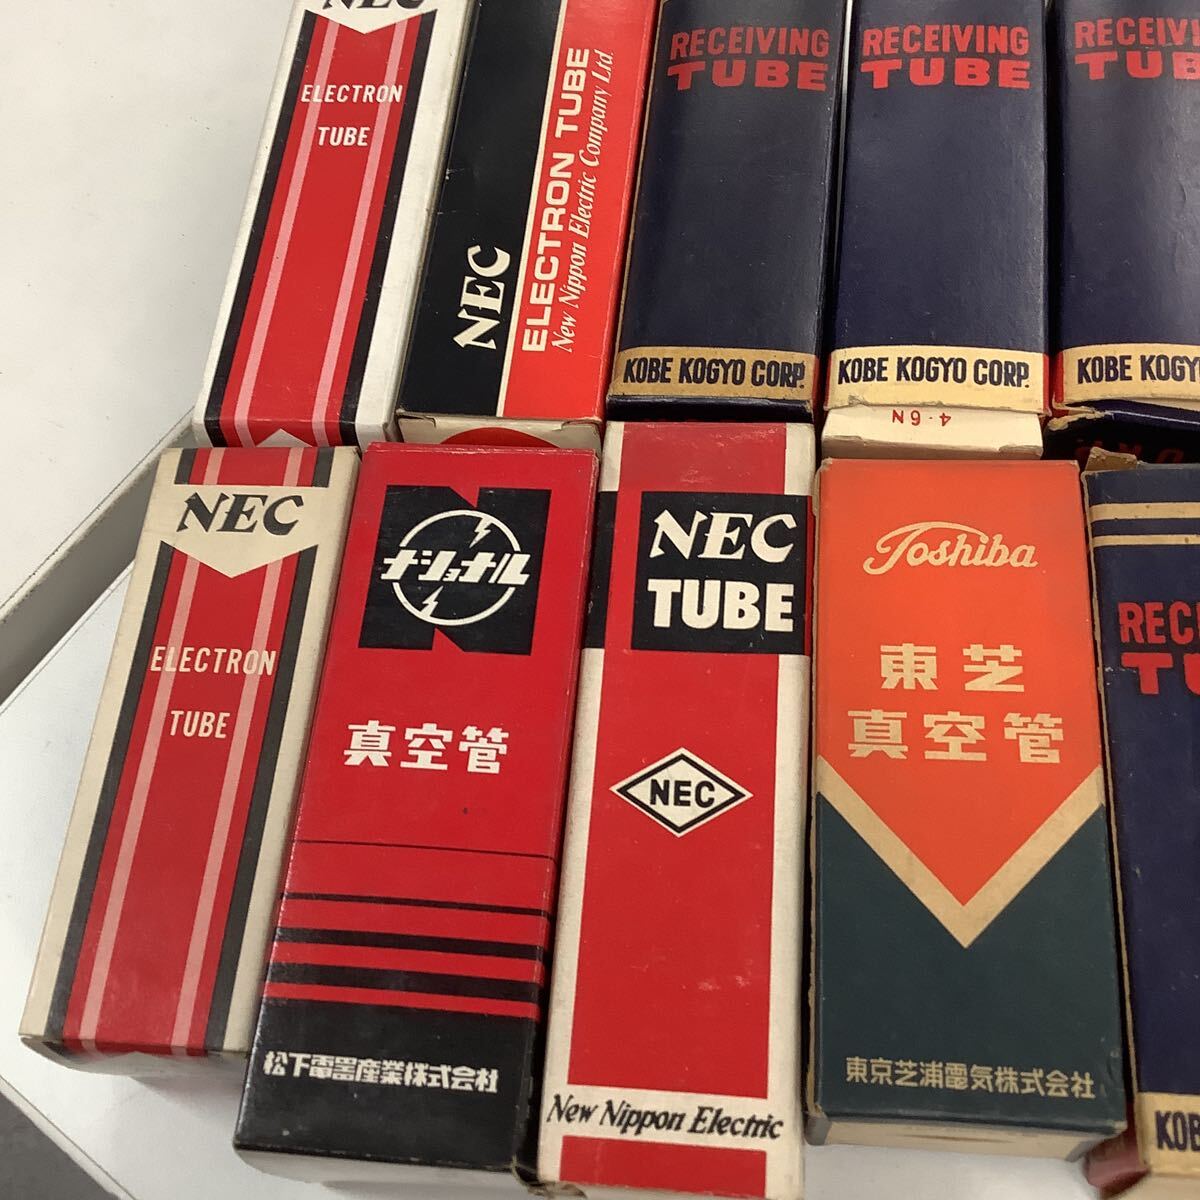 NEC
ELECTRON
TUBE
NEC
ELECTRON TUBE
New Nippon Electric Company Ltd.
RECEIVING
TUBE
KOBE KOGYO CORP.
RECEIVING
TUBE
KOBE KOGYO CORP.
4-6N
KOBE KOGYO
NEC
ELECTRON
TUBE
ナショナル
真空管
松下電器産業株式会社
NEC
TUBE
NEC
New Nippon Electric
Toshiba
東芝
真空管
東京芝浦電気株式会社